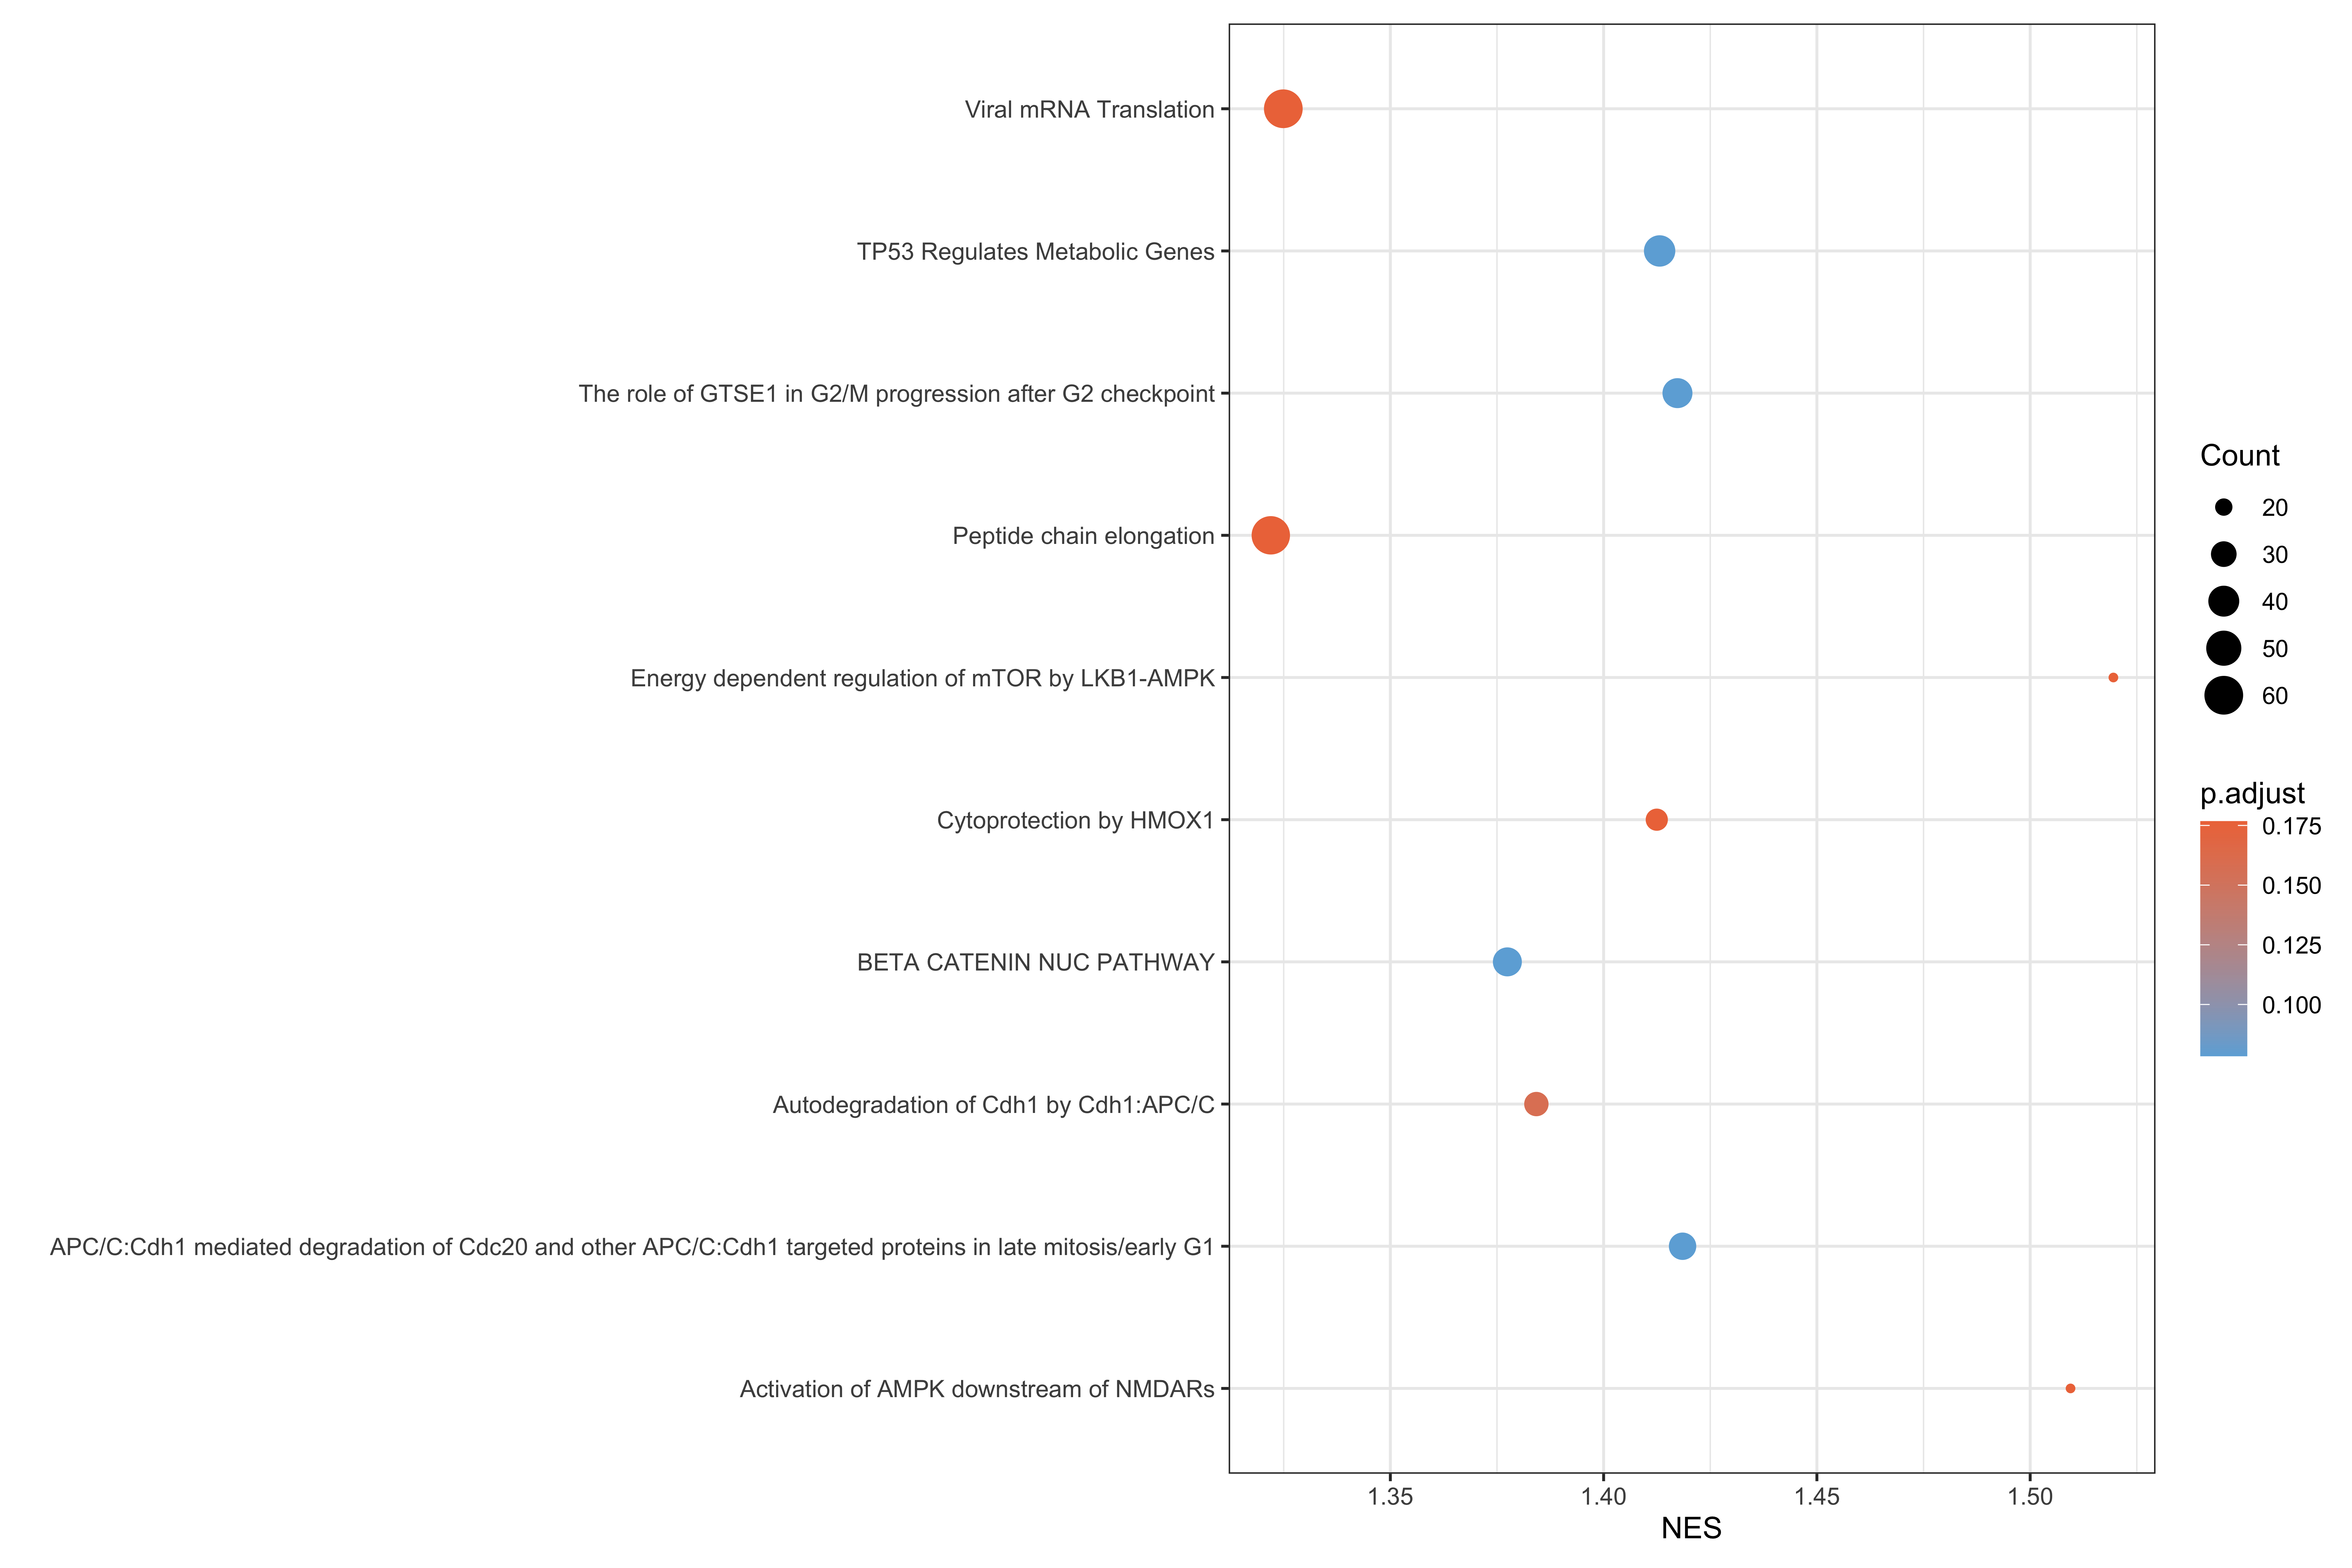 Viral mRNA Translation
TP53 Regulates Metabolic Genes
The role of GTSE1 in G2/M progression after G2 checkpoint
Peptide chain elongation
Energy dependent regulation of mTOR by LKB1-AMPK
Cytoprotection by HMOX1
BETA CATENIN NUC PATHWAY
Autodegradation of Cdh1 by Cdh1:APC/C
APC/C:Cdh1 mediated degradation of Cdc20 and other APC/C:Cdh1 targeted proteins in late mitosis/early G1
Activation of AMPK downstream of NMDARs
1.35
1.40
1.45
1.50
NES
Count
20
30
40
50
60
p.adjust
0.175
0.150
0.125
0.100